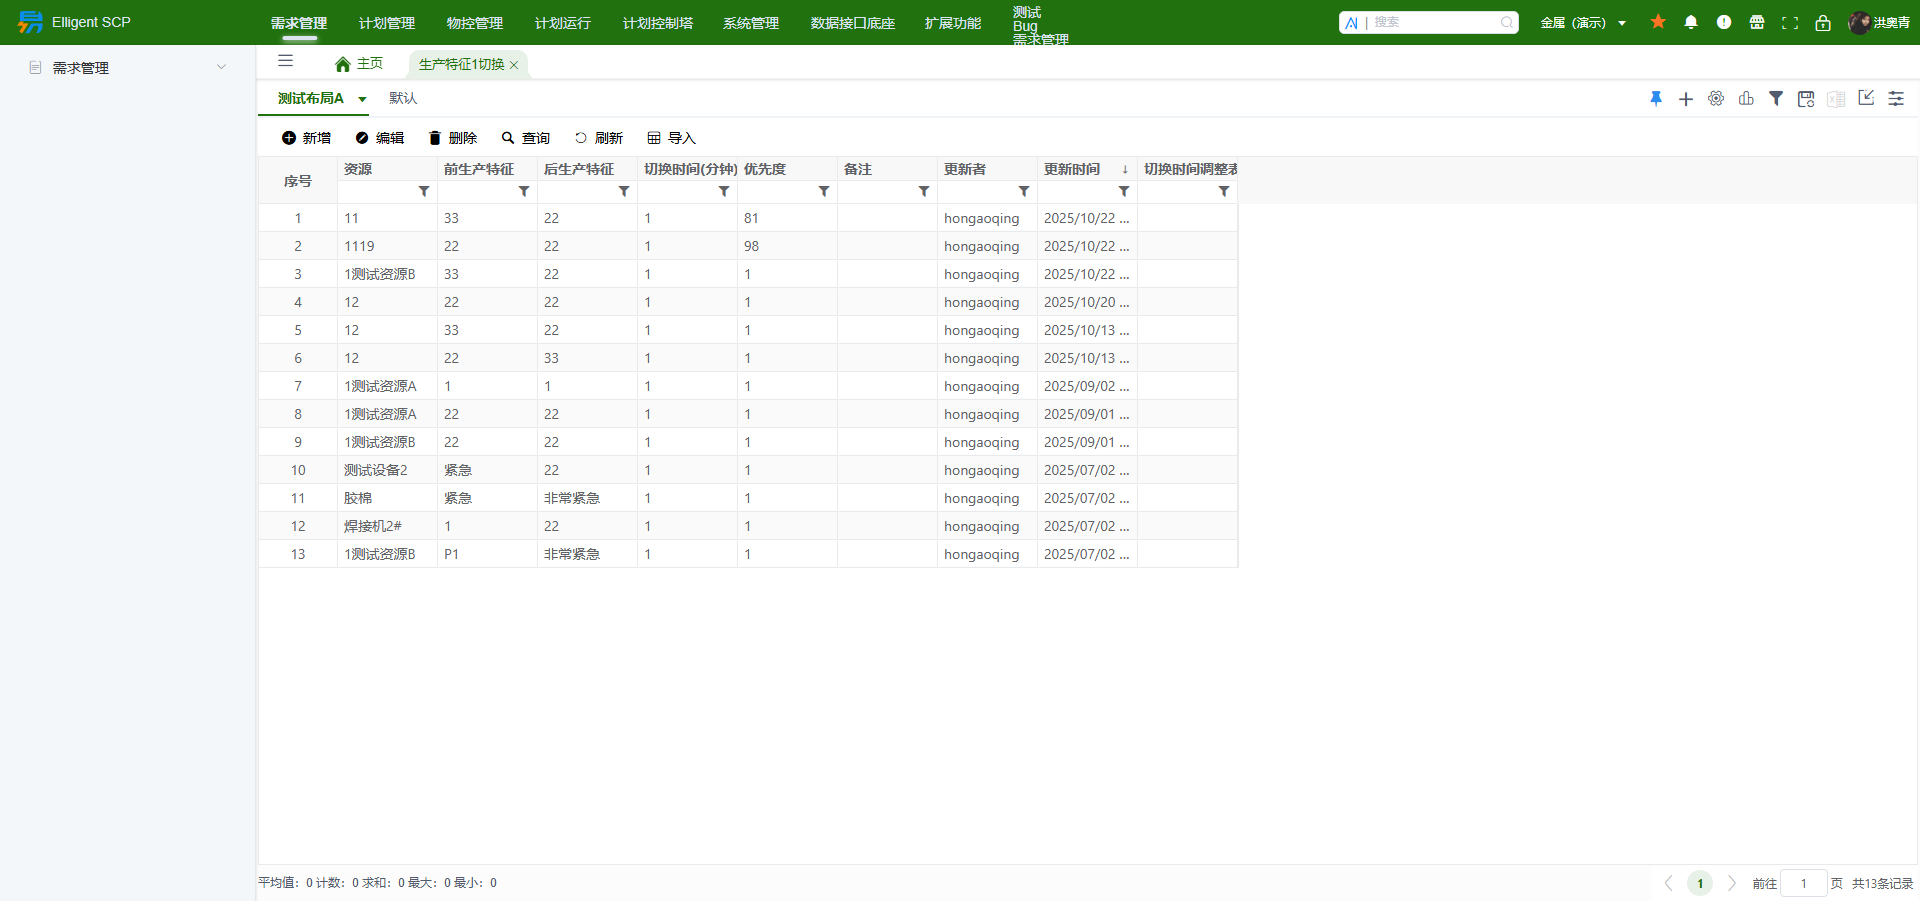 Elligent SCP
需求管理 计划管理 物控管理 计划运行 计划控制塔 系统管理 数据接口底座 扩展功能
测试
Bug
需求管理
AI | 搜索
金属（演示）
洪奥青
需求管理
主页 生产特征1切换
测试布局A 默认
新增 编辑 删除 查询 刷新 导入
序号 资源 前生产特征 后生产特征 切换时间(分钟) 优先度 备注 更新者 更新时间 ↓ 切换时间调整表
1 11 33 22 1 81 hongaoqing 2025/10/22 ...
2 1119 22 22 1 98 hongaoqing 2025/10/22 ...
3 1测试资源B 33 22 1 1 hongaoqing 2025/10/22 ...
4 12 22 22 1 1 hongaoqing 2025/10/20 ...
5 12 33 22 1 1 hongaoqing 2025/10/13 ...
6 12 22 33 1 1 hongaoqing 2025/10/13 ...
7 1测试资源A 1 1 1 1 hongaoqing 2025/09/02 ...
8 1测试资源A 22 22 1 1 hongaoqing 2025/09/01 ...
9 1测试资源B 22 22 1 1 hongaoqing 2025/09/01 ...
10 测试设备2 紧急 22 1 1 hongaoqing 2025/07/02 ...
11 胶棉 紧急 非常紧急 1 1 hongaoqing 2025/07/02 ...
12 焊接机2# 1 22 1 1 hongaoqing 2025/07/02 ...
13 1测试资源B P1 非常紧急 1 1 hongaoqing 2025/07/02 ...
平均值：0 计数：0 求和：0 最大：0 最小：0
1 前往 1 页 共13条记录